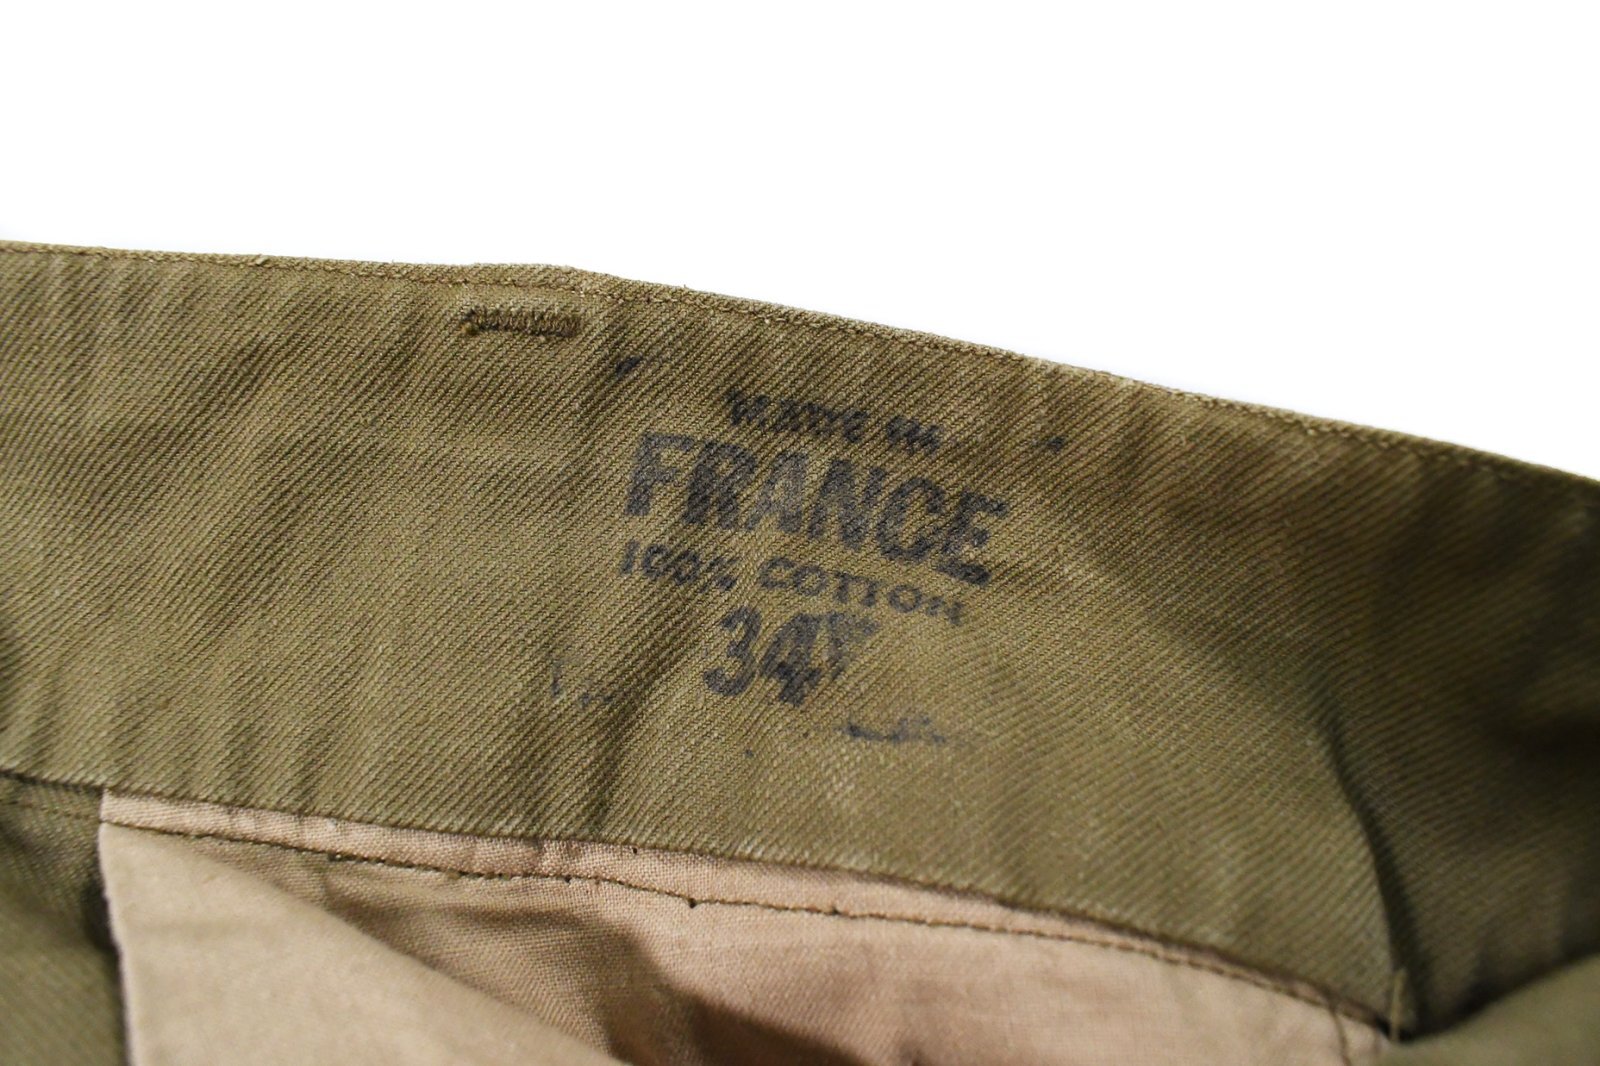 MADE IN
FRANCE
100% COTTON
34"